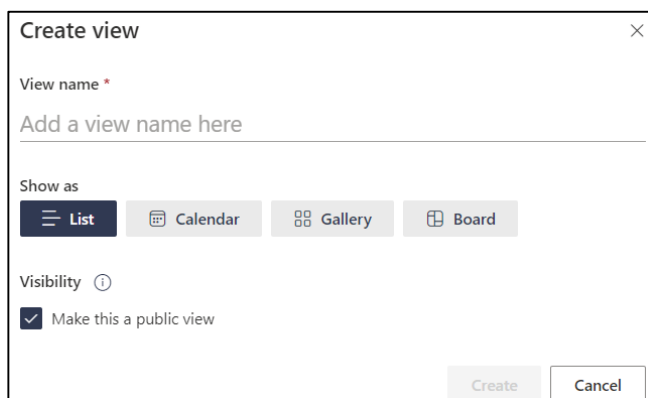 Create view
View name *
Add a view name here
Show as
List Calendar Gallery Board
Visibility
Make this a public view
Create Cancel